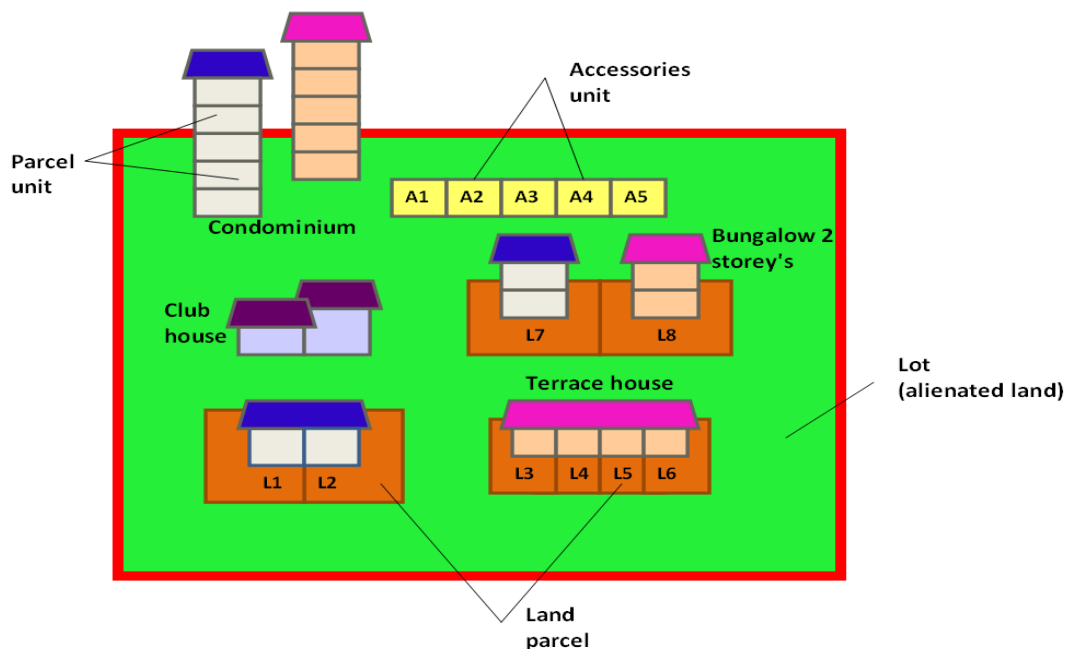 Accessories
unit
Parcel
unit
A1 A2 A3 A4 A5
Condominium
Bungalow 2
storey's
Club
house
L7 L8
Lot
(alienated land)
Terrace house
L1 L2
L3 L4 L5 L6
Land
parcel